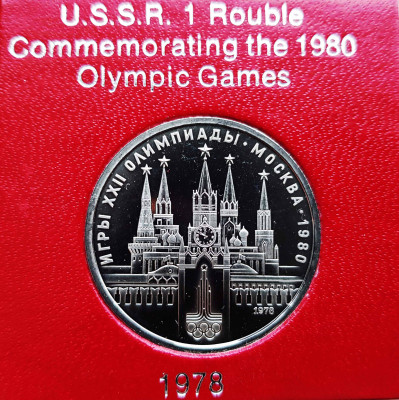 U.S.S.R. 1 Rouble
Commemorating the 1980
Olympic Games
ИГРЫ XXII ОЛИМПИАДЫ · МОСКВА · 1980
1978
1978